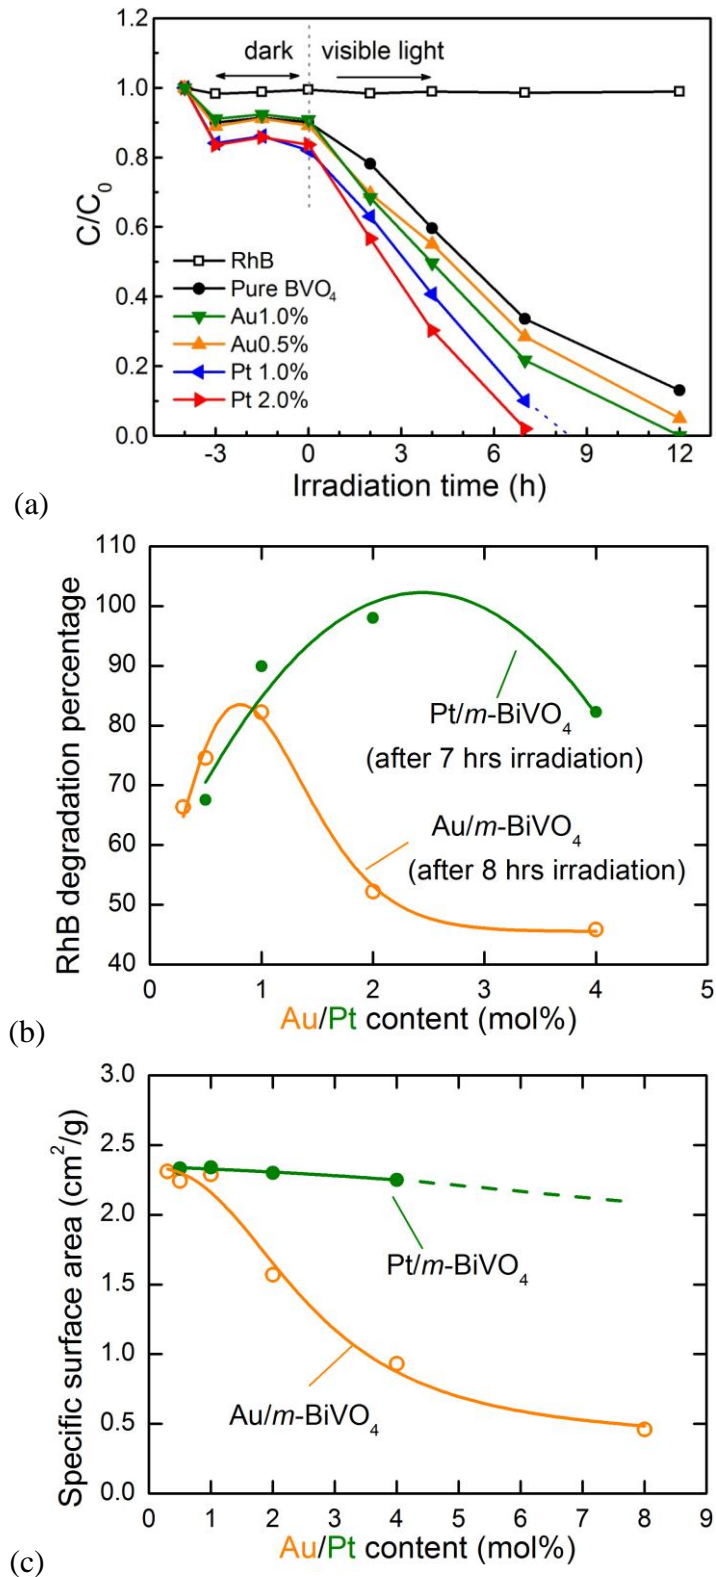 1.2
1.0
0.8
0.6
0.4
0.2
0.0
C/C₀
dark
visible light
RhB
Pure BVO₄
Au1.0%
Au0.5%
Pt 1.0%
Pt 2.0%
-3 0 3 6 9 12
Irradiation time (h)
(a)
110
100
90
80
70
60
50
40
RhB degradation percentage
Pt/m-BiVO₄
(after 7 hrs irradiation)
Au/m-BiVO₄
(after 8 hrs irradiation)
0 1 2 3 4 5
Au/Pt content (mol%)
(b)
3.0
2.5
2.0
1.5
1.0
0.5
0.0
Specific surface area (cm²/g)
Pt/m-BiVO₄
Au/m-BiVO₄
0 1 2 3 4 5 6 7 8 9
Au/Pt content (mol%)
(c)